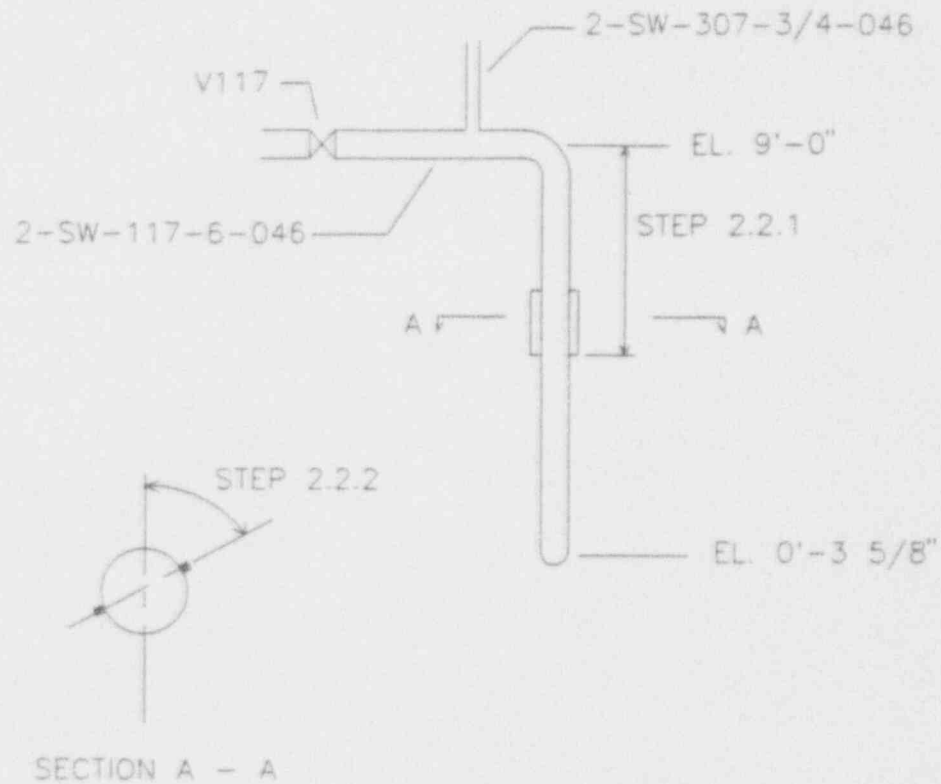 2-SW-307-3/4-046
V117
EL. 9'-0"
2-SW-117-6-046
STEP 2.2.1
A A
STEP 2.2.2
EL. 0'-3 5/8"
SECTION A - A